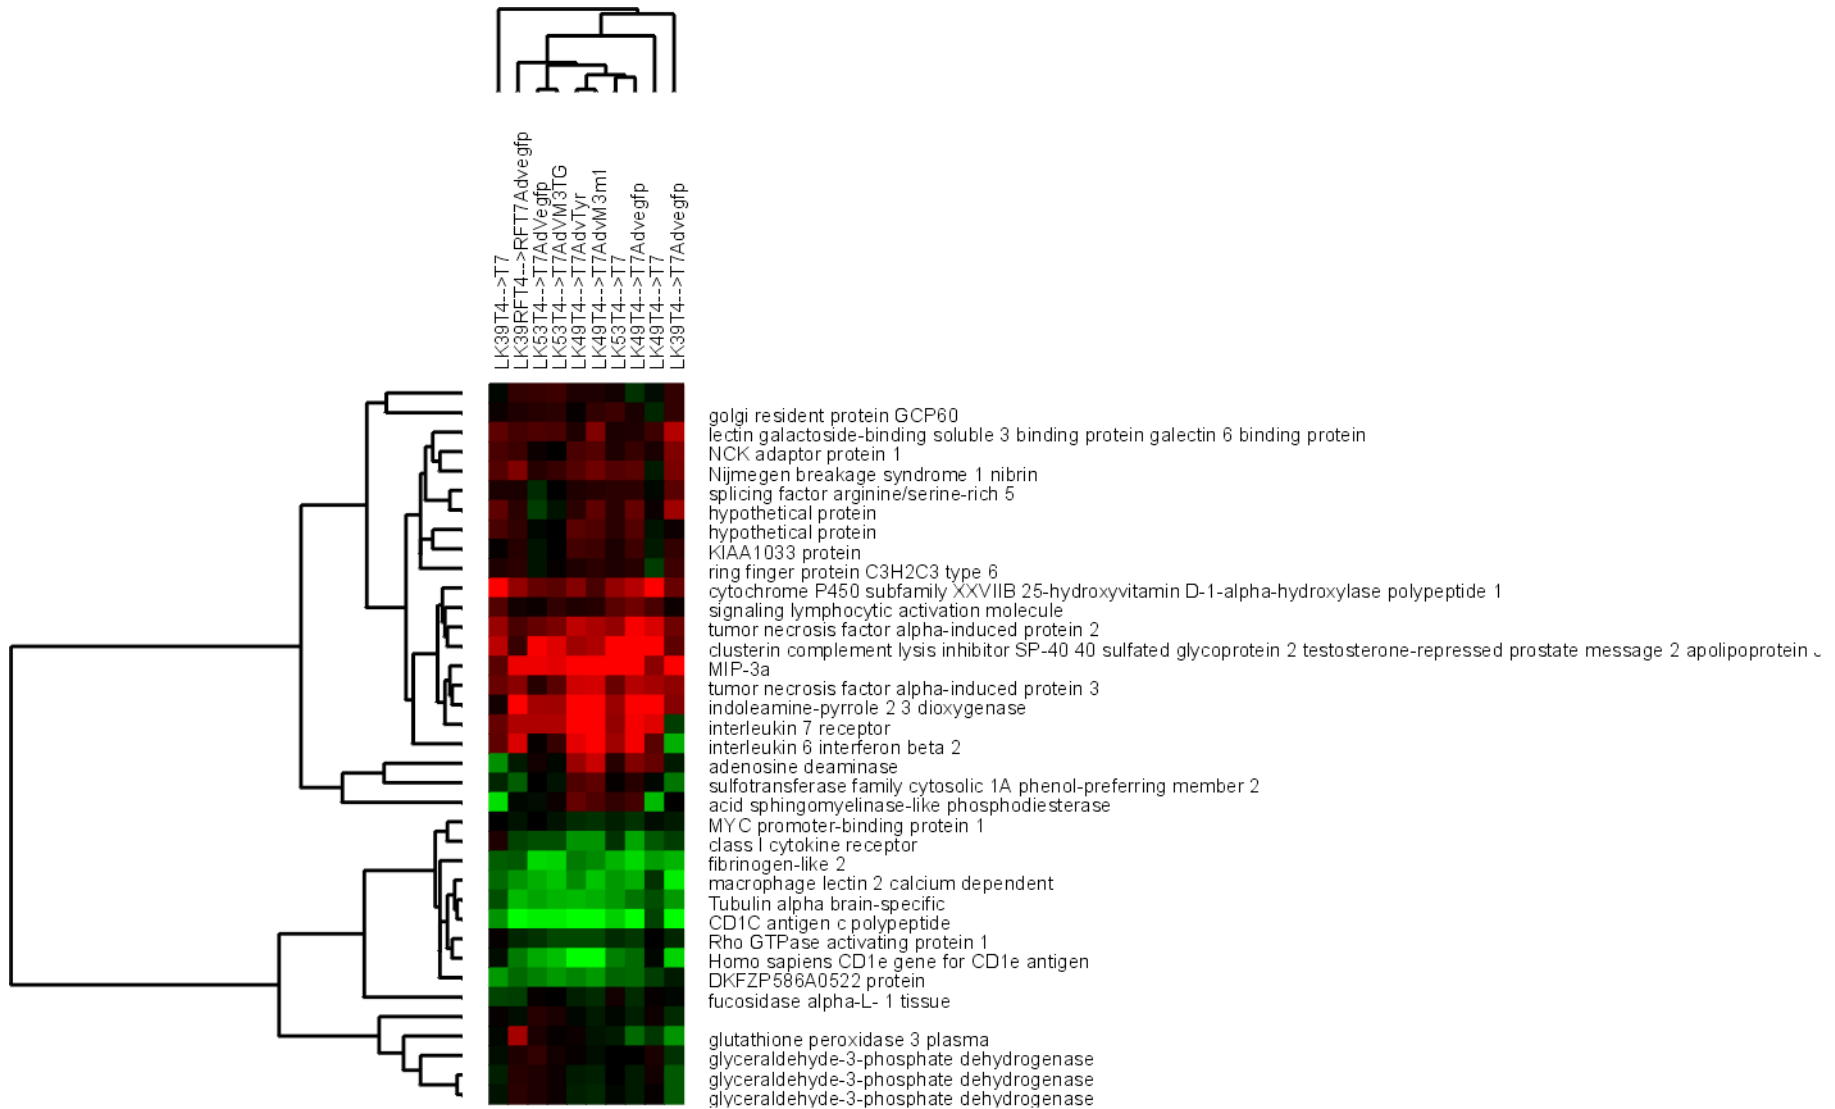 LK39T4-->T7
LK39RFT4-->RFT7Advegfp
LK53T4-->T7AdVegfp
LK53T4-->T7AdVM3TG
LK49T4-->T7AdvTyr
LK49T4-->T7AdvM3m1
LK53T4-->T7
LK49T4-->T7Advegfp
LK49T4-->T7
LK39T4-->T7Advegfp
golgi resident protein GCP60
lectin galactoside-binding soluble 3 binding protein galectin 6 binding protein
NCK adaptor protein 1
Nijmegen breakage syndrome 1 nibrin
splicing factor arginine/serine-rich 5
hypothetical protein
hypothetical protein
KIAA1033 protein
ring finger protein C3H2C3 type 6
cytochrome P450 subfamily XXVIIB 25-hydroxyvitamin D-1-alpha-hydroxylase polypeptide 1
signaling lymphocytic activation molecule
tumor necrosis factor alpha-induced protein 2
clusterin complement lysis inhibitor SP-40 40 sulfated glycoprotein 2 testosterone-repressed prostate message 2 apolipoprotein
MIP-3a
tumor necrosis factor alpha-induced protein 3
indoleamine-pyrrole 2 3 dioxygenase
interleukin 7 receptor
interleukin 6 interferon beta 2
adenosine deaminase
sulfotransferase family cytosolic 1A phenol-preferring member 2
acid sphingomyelinase-like phosphodiesterase
MYC promoter-binding protein 1
class I cytokine receptor
fibrinogen-like 2
macrophage lectin 2 calcium dependent
Tubulin alpha brain-specific
CD1C antigen c polypeptide
Rho GTPase activating protein 1
Homo sapiens CD1e gene for CD1e antigen
DKFZP586A0522 protein
fucosidase alpha-L- 1 tissue
glutathione peroxidase 3 plasma
glyceraldehyde-3-phosphate dehydrogenase
glyceraldehyde-3-phosphate dehydrogenase
glyceraldehyde-3-phosphate dehydrogenase